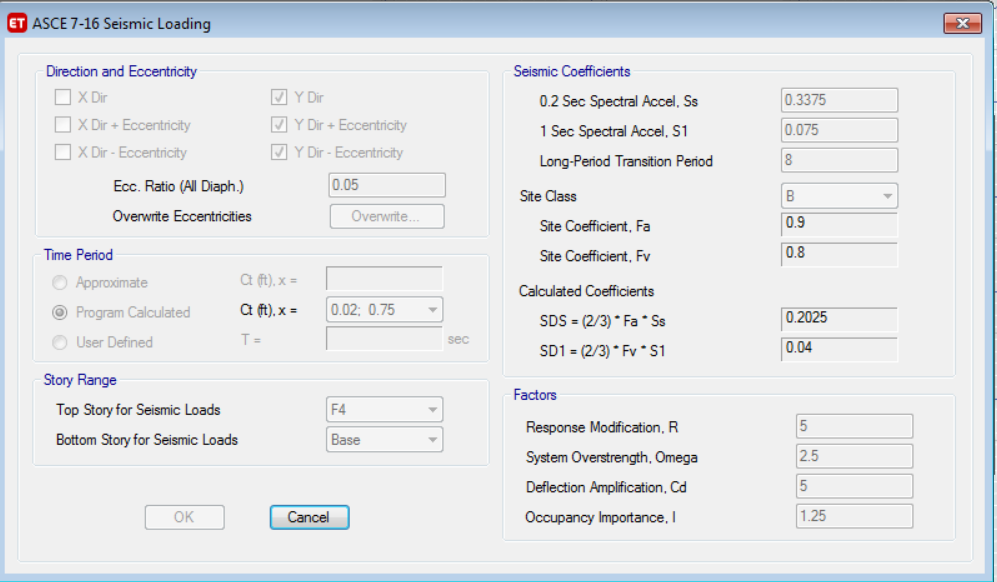 ET ASCE 7-16 Seismic Loading
Direction and Eccentricity
X Dir Y Dir
X Dir + Eccentricity Y Dir + Eccentricity
X Dir - Eccentricity Y Dir - Eccentricity
Ecc. Ratio (All Diaph.) 0.05
Overwrite Eccentricities Overwrite...
Time Period
Approximate Ct (ft), x =
Program Calculated Ct (ft), x = 0.02; 0.75
User Defined T = sec
Story Range
Top Story for Seismic Loads F4
Bottom Story for Seismic Loads Base
OK Cancel
Seismic Coefficients
0.2 Sec Spectral Accel, Ss 0.3375
1 Sec Spectral Accel, S1 0.075
Long-Period Transition Period 8
Site Class B
Site Coefficient, Fa 0.9
Site Coefficient, Fv 0.8
Calculated Coefficients
SDS = (2/3) * Fa * Ss 0.2025
SD1 = (2/3) * Fv * S1 0.04
Factors
Response Modification, R 5
System Overstrength, Omega 2.5
Deflection Amplification, Cd 5
Occupancy Importance, I 1.25